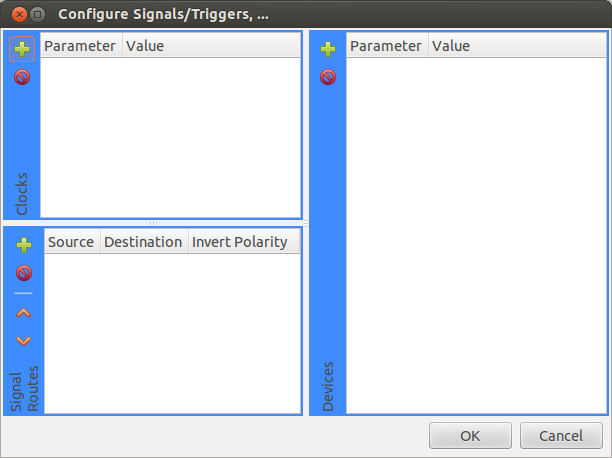 Configure Signals/Triggers, ...
Parameter Value
Clocks
Source Destination Invert Polarity
Signal
Routes
Parameter Value
Devices
OK Cancel